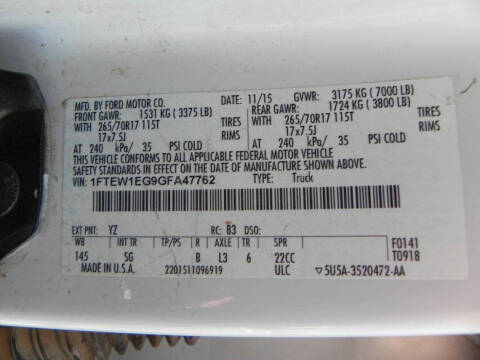 MFD. BY FORD MOTOR CO. 11/15 GVWR: 3175 KG ( 7000 LB)
FRONT GAWR: 1531 KG ( 3375 LB) REAR GAWR: 1724 KG ( 3800 LB)
WITH 265/70R17 115T TIRES WITH 265/70R17 115T TIRES
17x7.5J RIMS 17x7.5J RIMS
AT 240 kPa/ 35 PSI COLD AT 240 kPa/ 35 PSI COLD
THIS VEHICLE CONFORMS TO ALL APPLICABLE FEDERAL MOTOR VEHICLE
SAFETY STANDARDS IN EFFECT ON THE DATE OF MANUFACTURE SHOWN ABOVE.
VIN: 1FTEW1EG9GFA47762 TYPE: Truck
EXT PNT: YZ RC: 83 DSO:
WB INT TR TP/PS R AXLE TR SPR F0141
145 SG B L3 6 22CC T0918
MADE IN U.S.A. 2201511096919 ULC ▽5U5A-3520472-AA